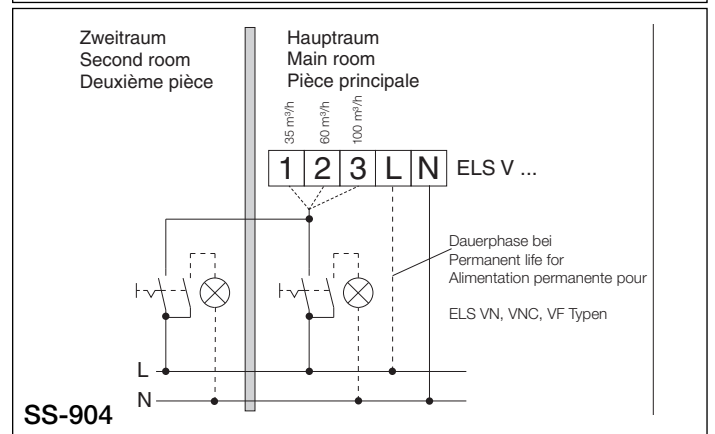 Zweitraum
Second room
Deuxième pièce
Hauptraum
Main room
Pièce principale
35 m³/h
60 m³/h
100 m³/h
1 2 3 L N ELS V ...
Dauerphase bei
Permanent life for
Alimentation permanente pour
ELS VN, VNC, VF Typen
L
N
SS-904